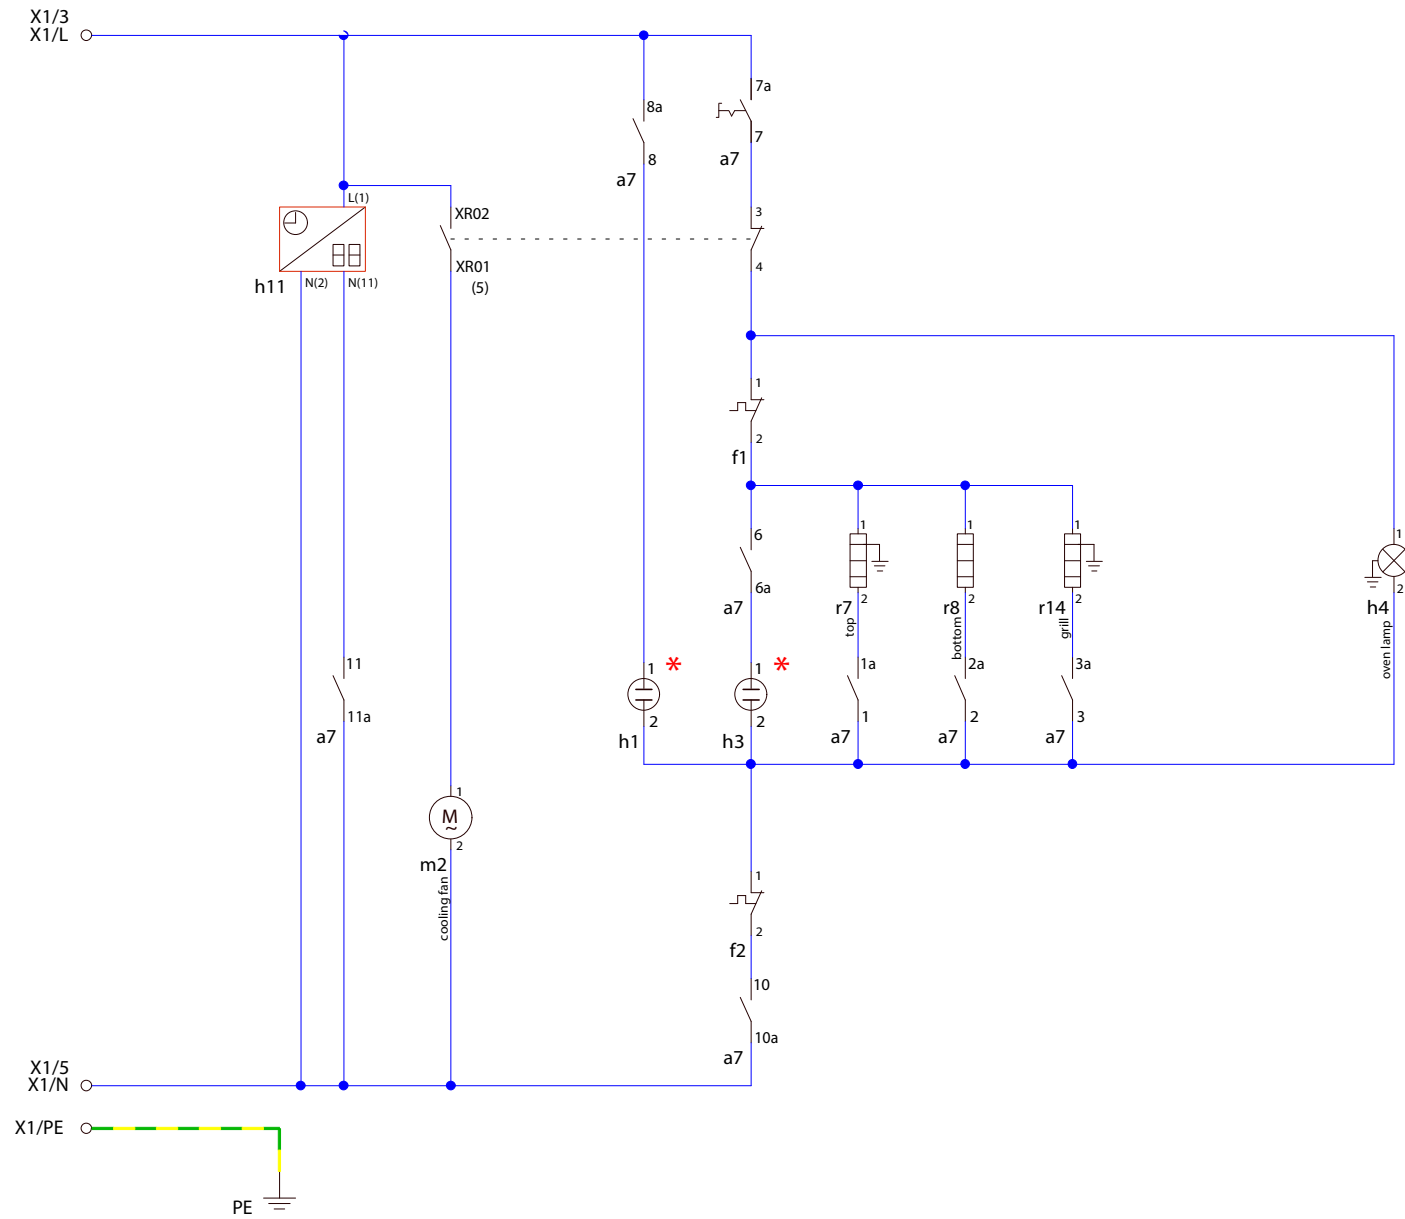 X1/3
X1/L
7a
8a
7
8
a7
a7
L(1)
XR02
3
XR01
4
h11
N(2)
N(11)
(5)
1
2
f1
6
1
1
1
1
6a
2
2
2
2
a7
r7
r8
r14
h4
top
bottom
grill
oven lamp
11
1
*
1
*
1a
2a
3a
11a
2
2
1
2
3
a7
h1
h3
a7
a7
a7
1
M
~
2
m2
cooling fan
1
2
f2
10
10a
a7
X1/5
X1/N
X1/PE
PE